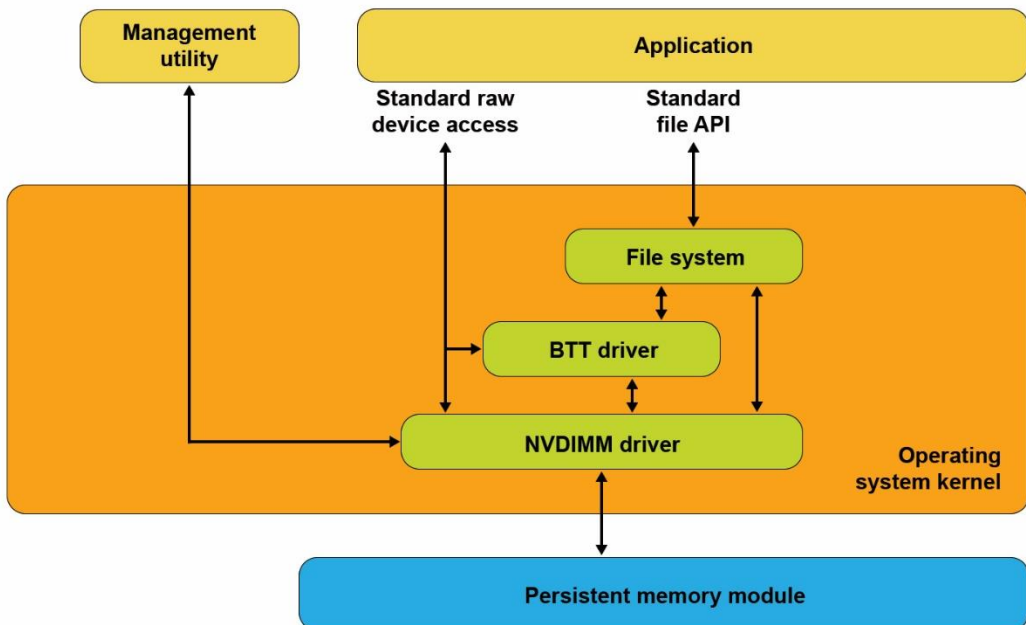 Management
utility
Application
Standard raw
device access
Standard
file API
File system
BTT driver
NVDIMM driver
Operating
system kernel
Persistent memory module